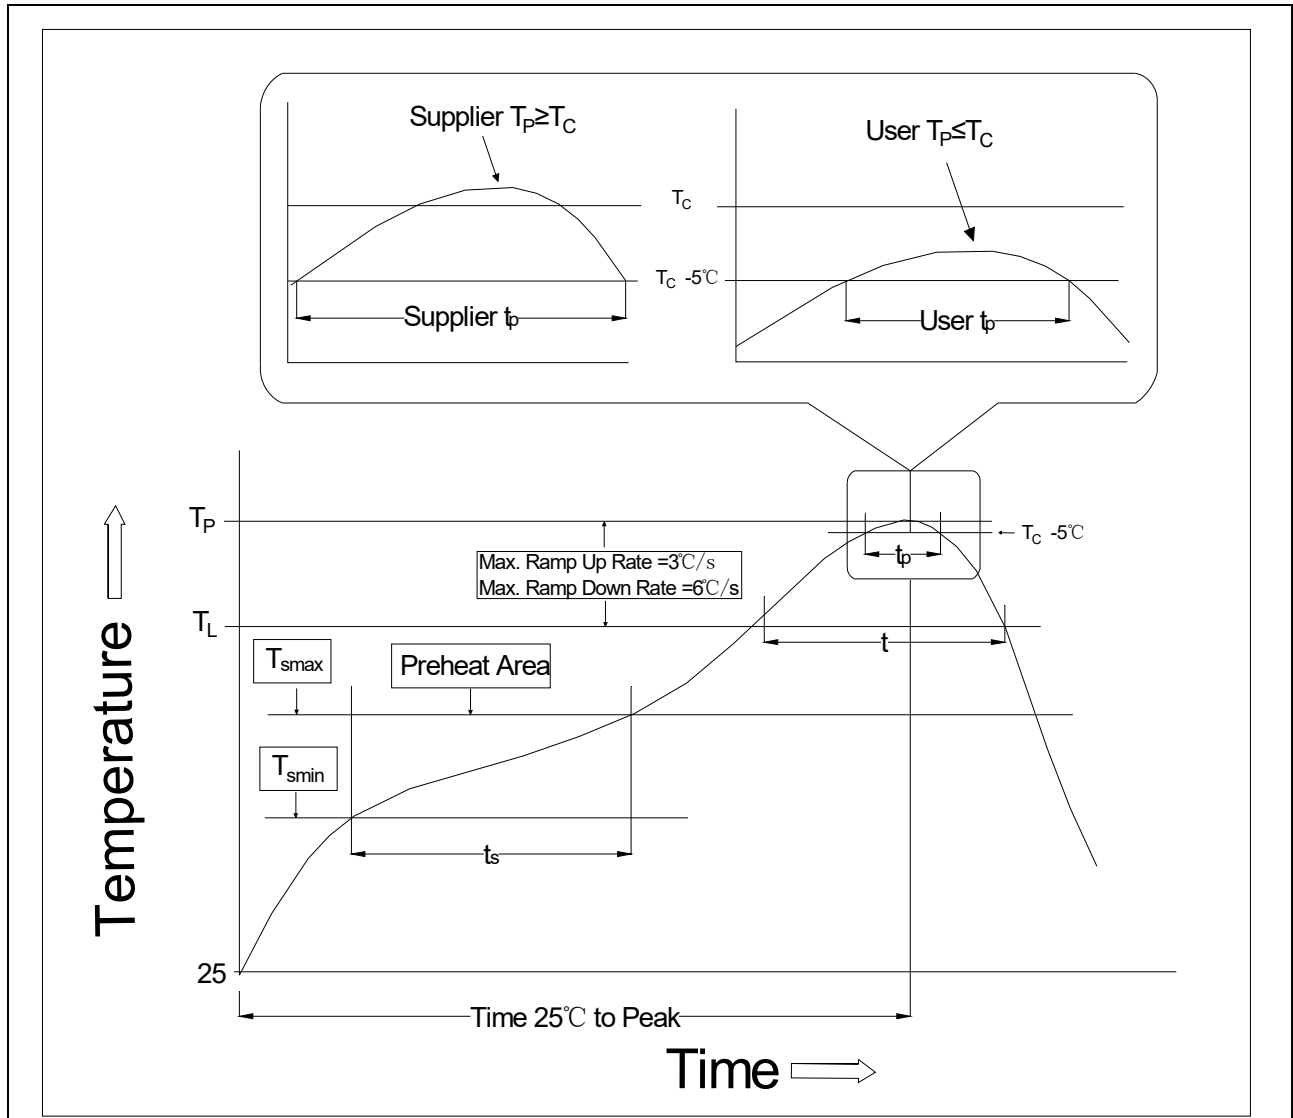 Supplier TP≥TC
User TP≤TC
TC
TC -5℃
Supplier tp
User tp
TP
TC -5℃
tp
Max. Ramp Up Rate =3℃/s
Max. Ramp Down Rate =6℃/s
TL
t
Tsmax
Preheat Area
Tsmin
ts
Temperature
25
Time 25℃ to Peak
Time